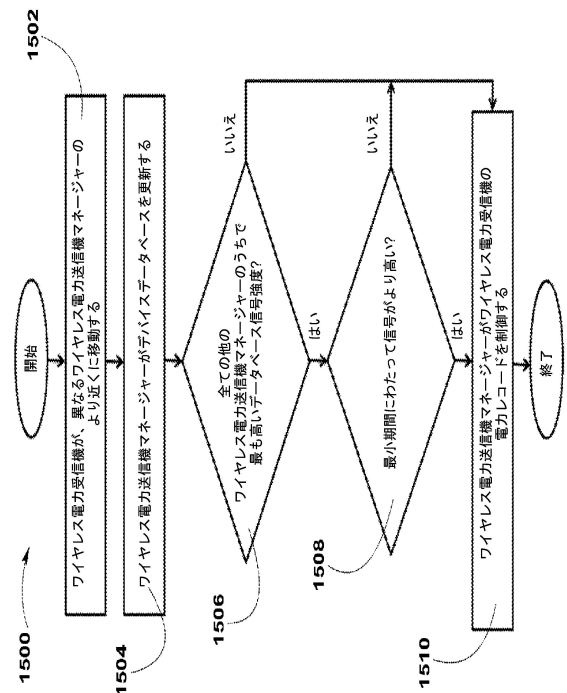 1500
開始
1502
ワイヤレス電力受信機が、異なるワイヤレス電力送信機マネージャーの
より近くに移動する
1504
ワイヤレス電力送信機マネージャーがデバイスデータベースを更新する
1506
全ての他の
ワイヤレス電力送信機マネージャーのうちで
最も高いデータベース信号強度?
いいえ
はい
1508
最小期間にわたって信号がより高い?
いいえ
はい
1510
ワイヤレス電力送信機マネージャーがワイヤレス電力受信機の
電力レコードを制御する
終了